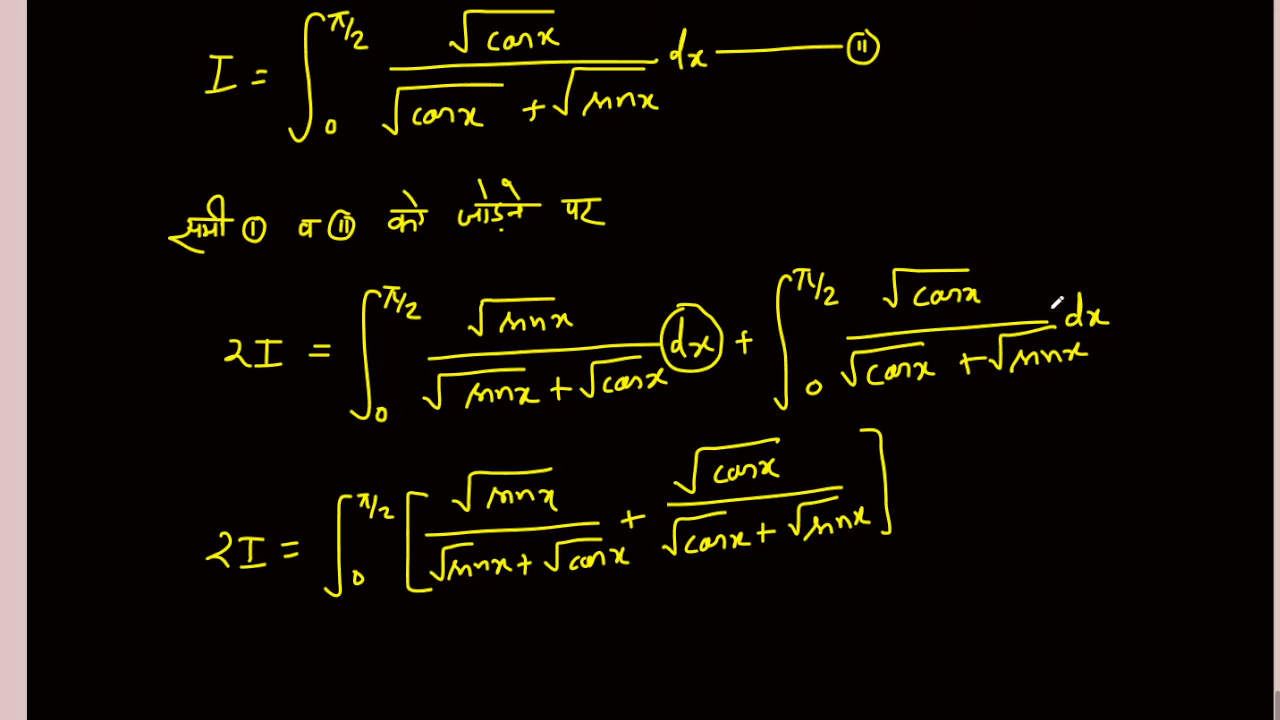 I = ∫₀^{π/2} √cosx / (√cosx + √sinx) dx —— (II)
समी (I) व (II) को जोड़ने पर
2I = ∫₀^{π/2} √sinx / (√sinx + √cosx) dx + ∫₀^{π/2} √cosx / (√cosx + √sinx) dx
2I = ∫₀^{π/2} [ √sinx / (√sinx + √cosx) + √cosx / (√cosx + √sinx) ]